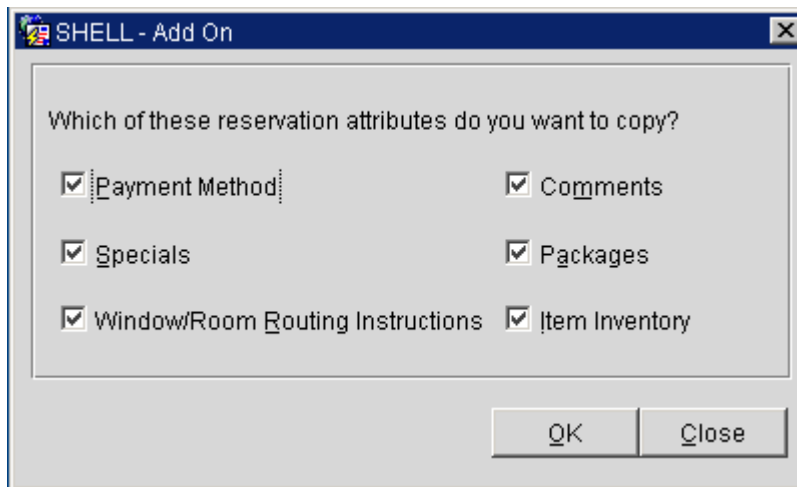 SHELL - Add On
Which of these reservation attributes do you want to copy?
Payment Method
Comments
Specials
Packages
Window/Room Routing Instructions
Item Inventory
OK
Close